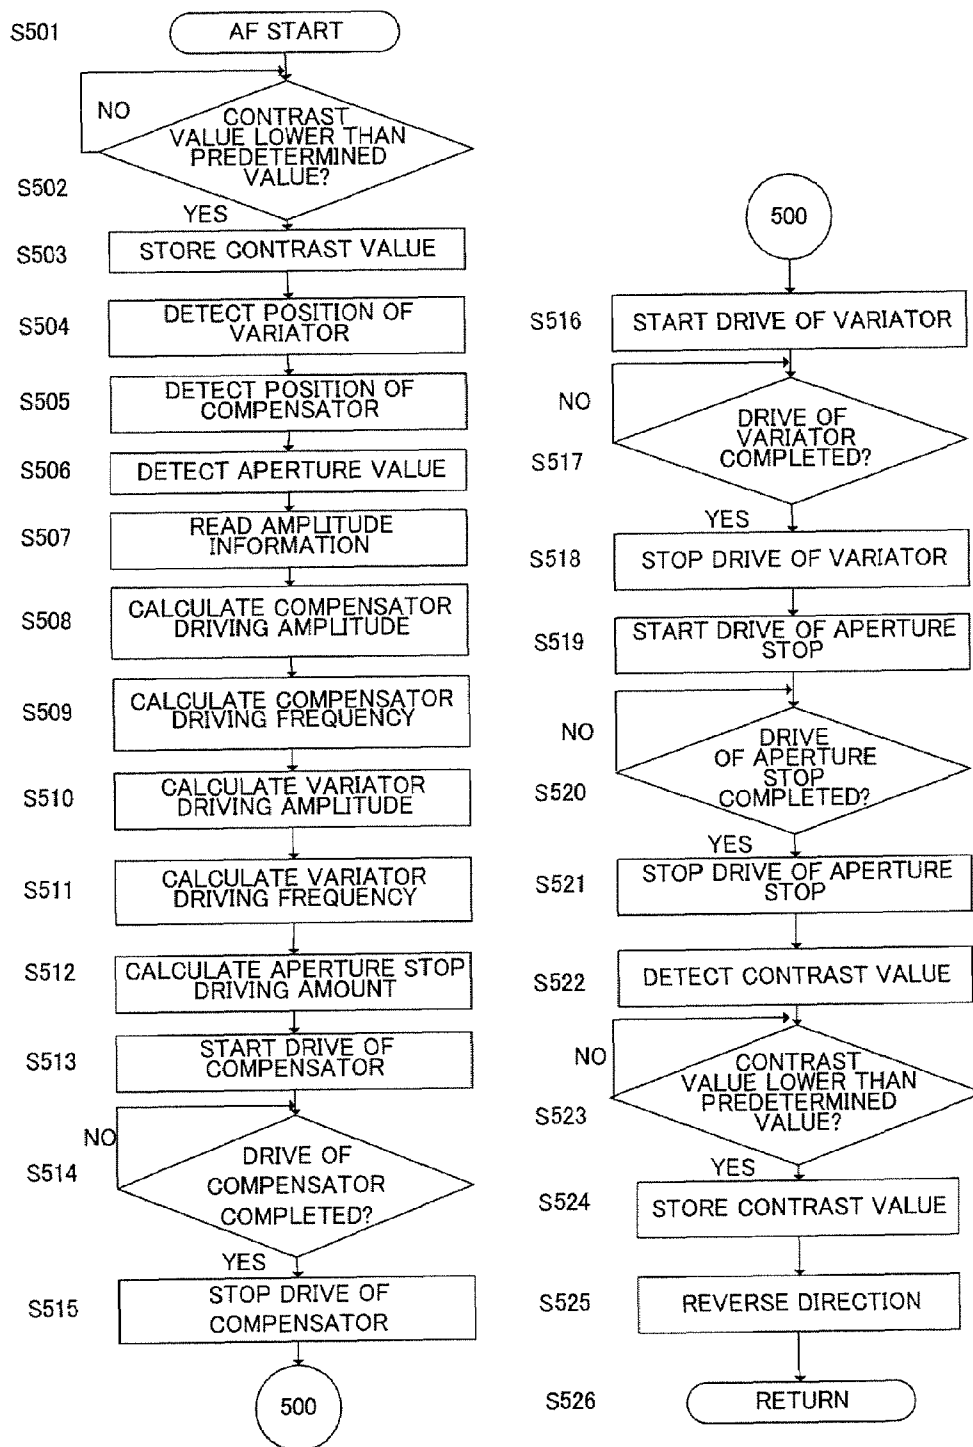 S501
AF START
NO
CONTRAST
VALUE LOWER THAN
PREDETERMINED
VALUE?
S502
YES
S503
STORE CONTRAST VALUE
S504
DETECT POSITION OF
VARIATOR
S505
DETECT POSITION OF
COMPENSATOR
S506
DETECT APERTURE VALUE
S507
READ AMPLITUDE
INFORMATION
S508
CALCULATE COMPENSATOR
DRIVING AMPLITUDE
S509
CALCULATE COMPENSATOR
DRIVING FREQUENCY
S510
CALCULATE VARIATOR
DRIVING AMPLITUDE
S511
CALCULATE VARIATOR
DRIVING FREQUENCY
S512
CALCULATE APERTURE STOP
DRIVING AMOUNT
S513
START DRIVE OF
COMPENSATOR
NO
S514
DRIVE OF
COMPENSATOR
COMPLETED?
YES
S515
STOP DRIVE OF
COMPENSATOR
500
500
S516
START DRIVE OF VARIATOR
NO
DRIVE OF
VARIATOR
COMPLETED?
S517
YES
S518
STOP DRIVE OF VARIATOR
S519
START DRIVE OF APERTURE
STOP
NO
DRIVE
OF APERTURE
STOP
COMPLETED?
S520
YES
S521
STOP DRIVE OF APERTURE
STOP
S522
DETECT CONTRAST VALUE
NO
CONTRAST
VALUE LOWER THAN
PREDETERMINED
VALUE?
S523
YES
S524
STORE CONTRAST VALUE
S525
REVERSE DIRECTION
S526
RETURN